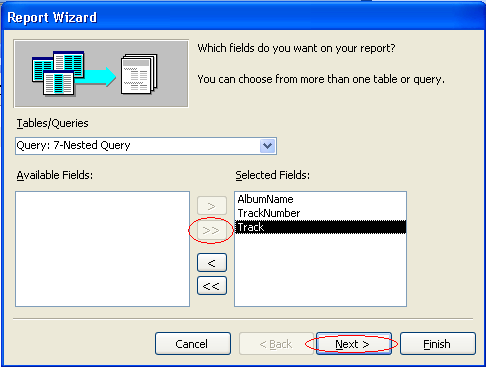 Report Wizard
Which fields do you want on your report?
You can choose from more than one table or query.
Tables/Queries
Query: 7-Nested Query
Available Fields:
Selected Fields:
AlbumName
TrackNumber
Track
>
>>
<
<<
Cancel
< Back
Next >
Finish